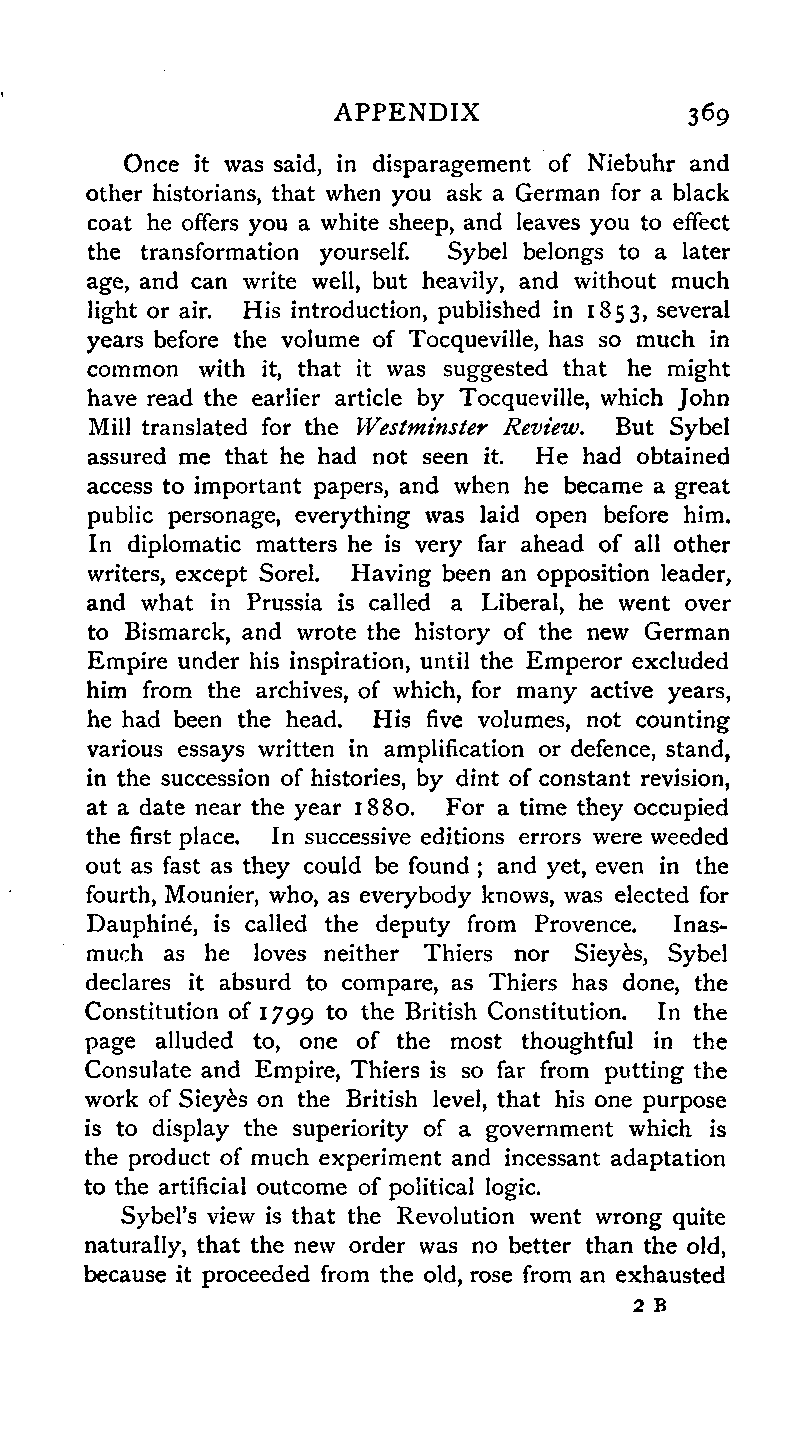 APPENDIX 369
Once it was said, in disparagement of Niebuhr and
other historians, that when you ask a German for a black
coat he offers you a white sheep, and leaves you to effect
the transformation yourself. Sybel belongs to a later
age, and can write well, but heavily, and without much
light or air. His introduction, published in 1853, several
years before the volume of Tocqueville, has so much in
common with it, that it was suggested that he might
have read the earlier article by Tocqueville, which John
Mill translated for the Westminster Review. But Sybel
assured me that he had not seen it. He had obtained
access to important papers, and when he became a great
public personage, everything was laid open before him.
In diplomatic matters he is very far ahead of all other
writers, except Sorel. Having been an opposition leader,
and what in Prussia is called a Liberal, he went over
to Bismarck, and wrote the history of the new German
Empire under his inspiration, until the Emperor excluded
him from the archives, of which, for many active years,
he had been the head. His five volumes, not counting
various essays written in amplification or defence, stand,
in the succession of histories, by dint of constant revision,
at a date near the year 1880. For a time they occupied
the first place. In successive editions errors were weeded
out as fast as they could be found ; and yet, even in the
fourth, Mounier, who, as everybody knows, was elected for
Dauphiné, is called the deputy from Provence. Inas-
much as he loves neither Thiers nor Sieyès, Sybel
declares it absurd to compare, as Thiers has done, the
Constitution of 1799 to the British Constitution. In the
page alluded to, one of the most thoughtful in the
Consulate and Empire, Thiers is so far from putting the
work of Sieyès on the British level, that his one purpose
is to display the superiority of a government which is
the product of much experiment and incessant adaptation
to the artificial outcome of political logic.
Sybel's view is that the Revolution went wrong quite
naturally, that the new order was no better than the old,
because it proceeded from the old, rose from an exhausted
2 B